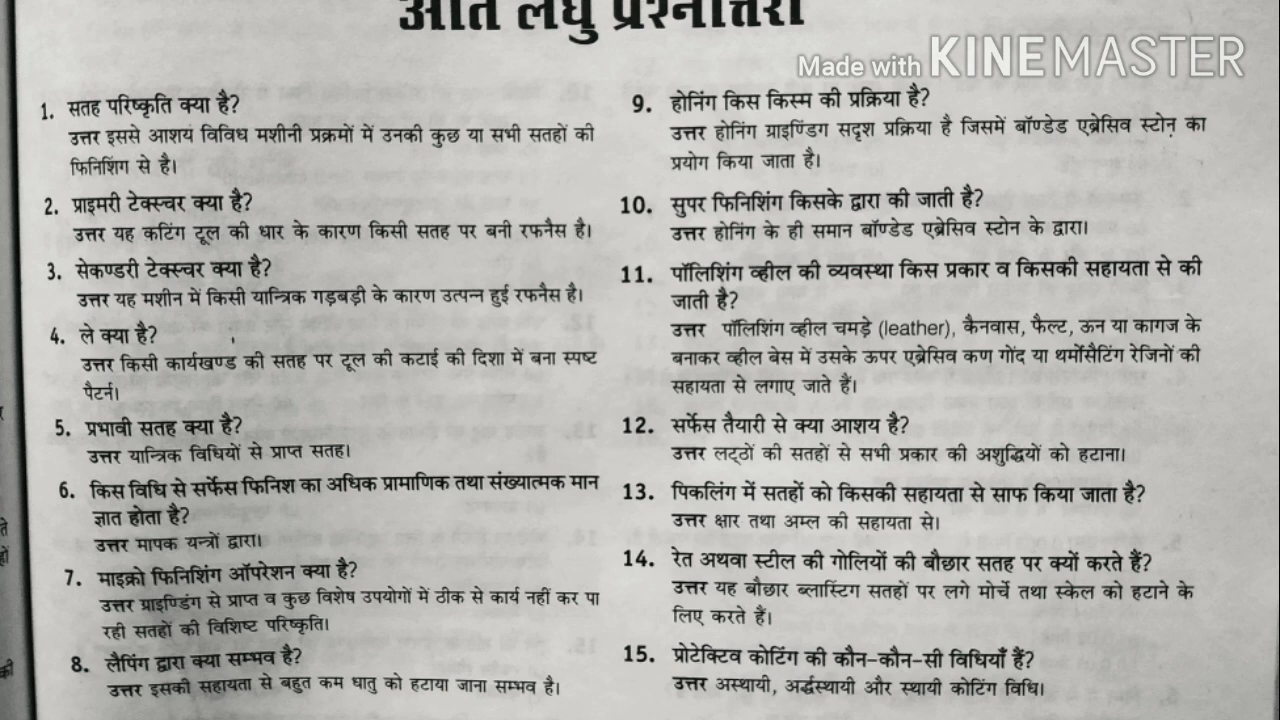 अति लघु प्रश्नोत्तरी
Made with KINEMASTER
1. सतह परिष्कृति क्या है?
उत्तर इससे आशय विविध मशीनी प्रक्रमों में उनकी कुछ या सभी सतहों की
फिनिशिंग से है।
2. प्राइमरी टेक्स्चर क्या है?
उत्तर यह कटिंग टूल की धार के कारण किसी सतह पर बनी रफनैस है।
3. सेकण्डरी टेक्स्चर क्या है?
उत्तर यह मशीन में किसी यान्त्रिक गड़बड़ी के कारण उत्पन्न हुई रफनैस है।
4. ले क्या है?
उत्तर किसी कार्यखण्ड की सतह पर टूल की कटाई की दिशा में बना स्पष्ट
पैटर्न।
5. प्रभावी सतह क्या है?
उत्तर यान्त्रिक विधियों से प्राप्त सतह।
6. किस विधि से सर्फेस फिनिश का अधिक प्रामाणिक तथा संख्यात्मक मान
ज्ञात होता है?
उत्तर मापक यन्त्रों द्वारा।
7. माइक्रो फिनिशिंग ऑपरेशन क्या है?
उत्तर ग्राइण्डिंग से प्राप्त व कुछ विशेष उपयोगों में ठीक से कार्य नहीं कर पा
रही सतहों की विशिष्ट परिष्कृति।
8. लैपिंग द्वारा क्या सम्भव है?
उत्तर इसकी सहायता से बहुत कम धातु को हटाया जाना सम्भव है।
9. होनिंग किस किस्म की प्रक्रिया है?
उत्तर होनिंग ग्राइण्डिंग सदृश प्रक्रिया है जिसमें बॉण्डेड एब्रेसिव स्टोन का
प्रयोग किया जाता है।
10. सुपर फिनिशिंग किसके द्वारा की जाती है?
उत्तर होनिंग के ही समान बॉण्डेड एब्रेसिव स्टोन के द्वारा।
11. पॉलिशिंग व्हील की व्यवस्था किस प्रकार व किसकी सहायता से की
जाती है?
उत्तर पॉलिशिंग व्हील चमड़े (leather), कैनवास, फैल्ट, ऊन या कागज के
बनाकर व्हील बेस में उसके ऊपर एब्रेसिव कण गोंद या थर्मोसैटिंग रेजिनों की
सहायता से लगाए जाते हैं।
12. सर्फेस तैयारी से क्या आशय है?
उत्तर लट्ठों की सतहों से सभी प्रकार की अशुद्धियों को हटाना।
13. पिकलिंग में सतहों को किसकी सहायता से साफ किया जाता है?
उत्तर क्षार तथा अम्ल की सहायता से।
14. रेत अथवा स्टील की गोलियों की बौछार सतह पर क्यों करते हैं?
उत्तर यह बौछार ब्लास्टिंग सतहों पर लगे मोर्चे तथा स्केल को हटाने के
लिए करते हैं।
15. प्रोटेक्टिव कोटिंग की कौन-कौन-सी विधियाँ हैं?
उत्तर अस्थायी, अर्द्धस्थायी और स्थायी कोटिंग विधि।